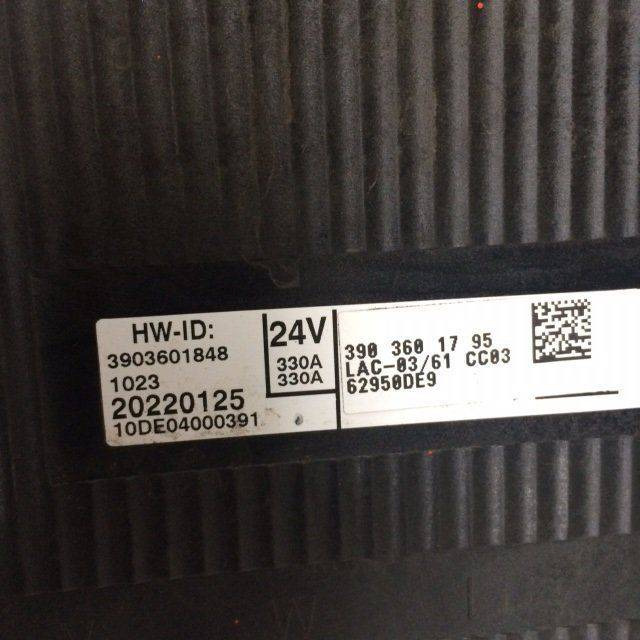 HW-ID:
3903601848
1023
20220125
10DE04000391
24V
330A
330A
390 360 17 95
LAC-03/61 CC03
62950DE9